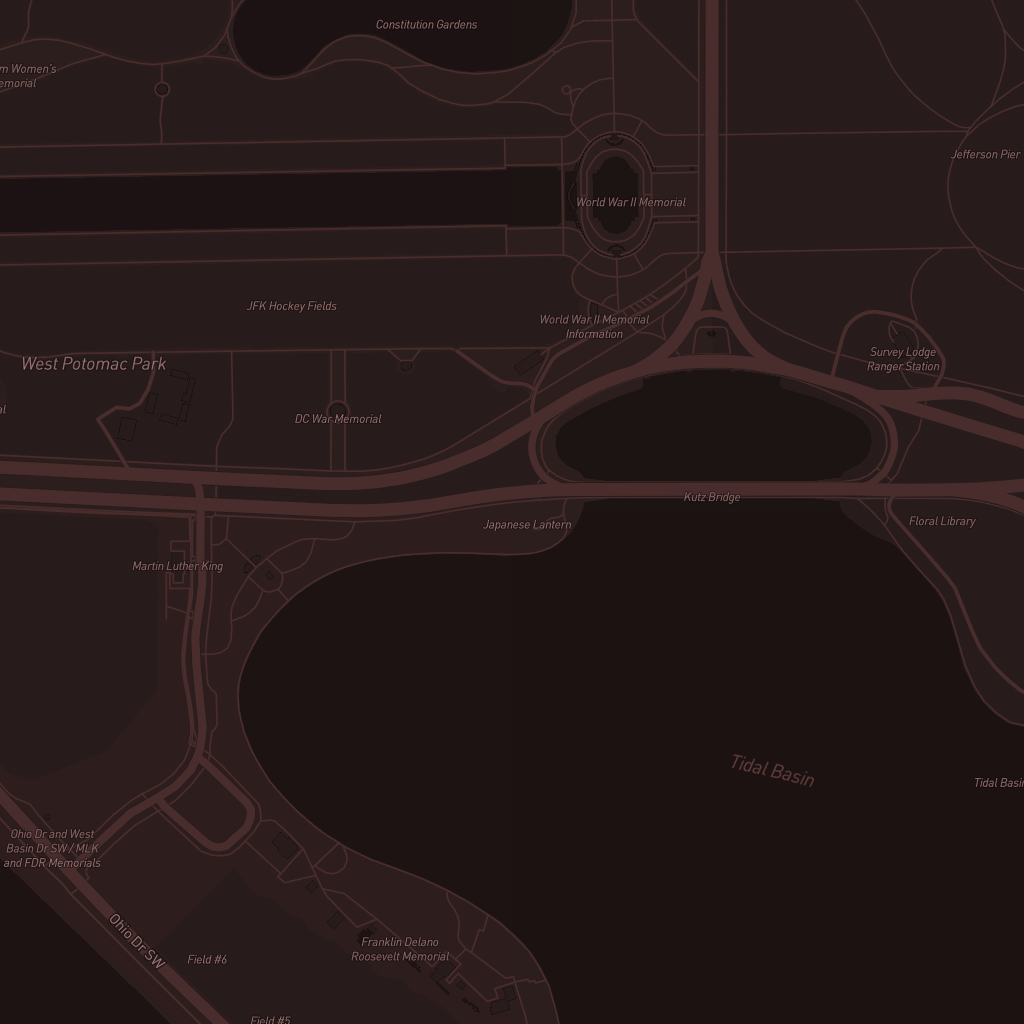 Constitution Gardens
m Women's
emorial
Jefferson Pier
World War II Memorial
JFK Hockey Fields
World War II Memorial
Information
Survey Lodge
Ranger Station
West Potomac Park
al
DC War Memorial
Kutz Bridge
Japanese Lantern
Floral Library
Martin Luther King
Tidal Basin
Tidal Basin
Ohio Dr and West
Basin Dr SW / MLK
and FDR Memorials
Ohio Dr SW
Franklin Delano
Roosevelt Memorial
Field #6
Field #5